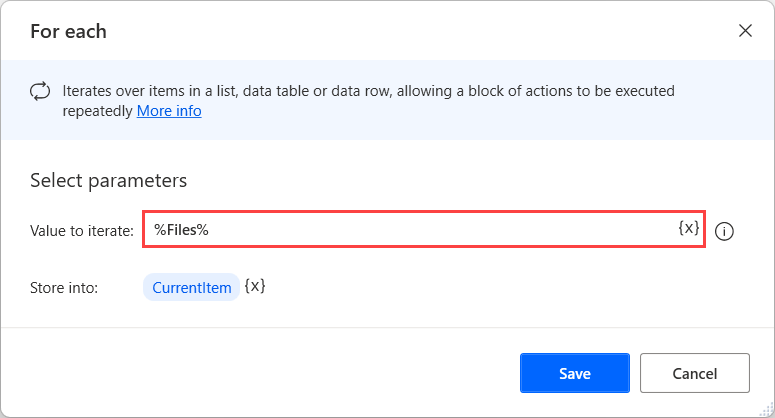 For each
Iterates over items in a list, data table or data row, allowing a block of actions to be executed
repeatedly More info
Select parameters
Value to iterate: %Files% {x}
Store into: CurrentItem {x}
Save Cancel